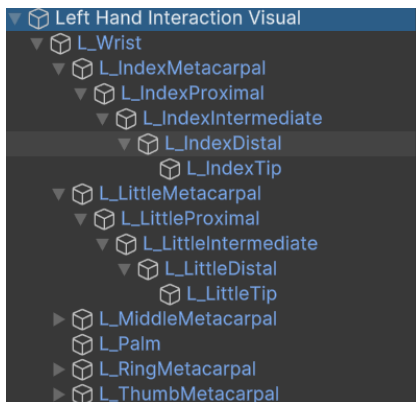 Left Hand Interaction Visual
L_Wrist
L_IndexMetacarpal
L_IndexProximal
L_IndexIntermediate
L_IndexDistal
L_IndexTip
L_LittleMetacarpal
L_LittleProximal
L_LittleIntermediate
L_LittleDistal
L_LittleTip
L_MiddleMetacarpal
L_Palm
L_RingMetacarpal
L_ThumbMetacarpal